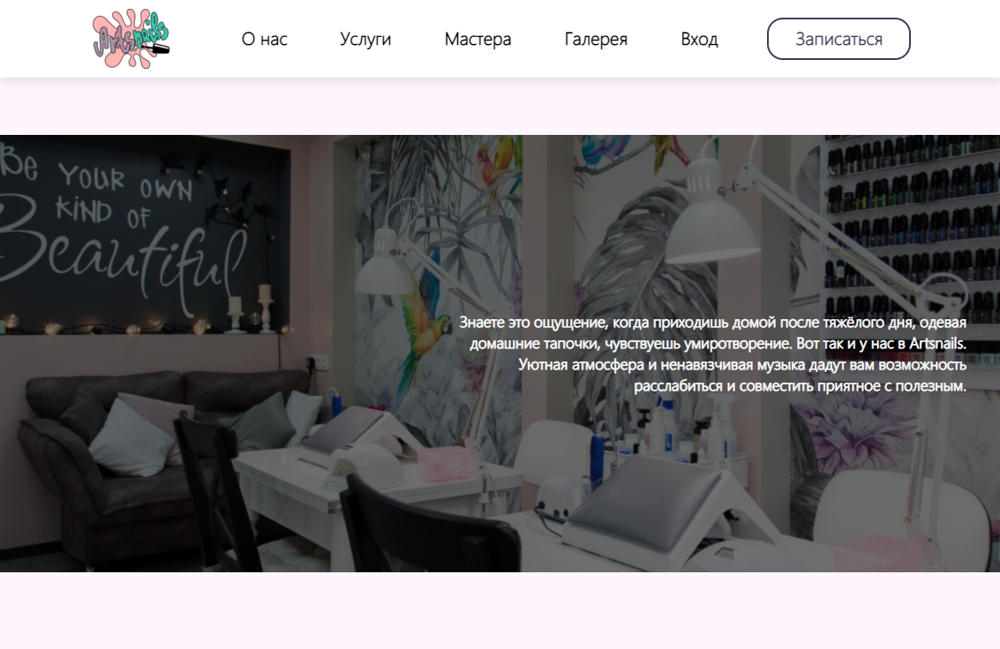 Artsnails
О нас
Услуги
Мастера
Галерея
Вход
Записаться
Be YOUR OWN
KIND OF
Beautiful
Знаете это ощущение, когда приходишь домой после тяжёлого дня, одевая
домашние тапочки, чувствуешь умиротворение. Вот так и у нас в Artsnails.
Уютная атмосфера и ненавязчивая музыка дадут вам возможность
расслабиться и совместить приятное с полезным.